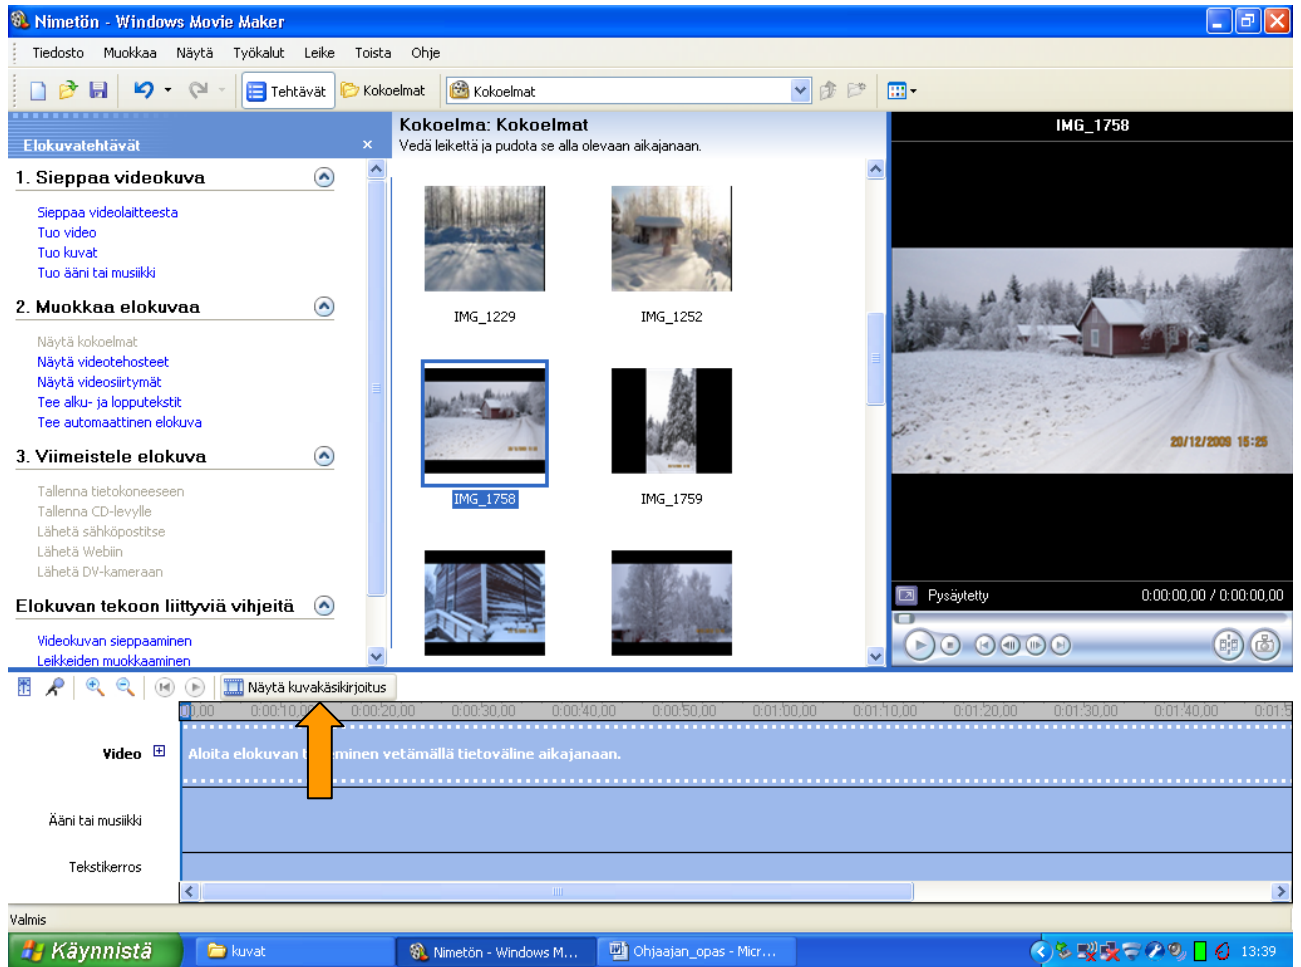 Nimetön - Windows Movie Maker
Tiedosto Muokkaa Näytä Työkalut Leike Toista Ohje
Tehtävät Kokoelmat Kokoelmat
Elokuvatehtävät
1. Sieppaa videokuva
Sieppaa videolaitteesta
Tuo video
Tuo kuvat
Tuo ääni tai musiikki
2. Muokkaa elokuvaa
Näytä kokoelmat
Näytä videotehosteet
Näytä videosiirtymät
Tee alku- ja lopputekstit
Tee automaattinen elokuva
3. Viimeistele elokuva
Tallenna tietokoneeseen
Tallenna CD-levylle
Lähetä sähköpostitse
Lähetä Webiin
Lähetä DV-kameraan
Elokuvan tekoon liittyviä vihjeitä
Videokuvan sieppaaminen
Leikkeiden muokkaaminen
Kokoelma: Kokoelmat
Vedä leikettä ja pudota se alla olevaan aikajanaan.
IMG_1229 IMG_1252
IMG_1758 IMG_1759
IMG_1758
20/12/2009 15:25
Pysäytetty 0:00:00,00 / 0:00:00,00
Näytä kuvakäsikirjoitus
0:00:20,00 0:00:30,00 0:00:40,00 0:00:50,00 0:01:00,00 0:01:10,00 0:01:20,00 0:01:30,00 0:01:40,00
Video Aloita elokuvan vetämällä tietoväline aikajanaan.
Ääni tai musiikki
Tekstikerros
Valmis
Käynnistä kuvat Nimetön - Windows M... Ohjaajan_opas - Micr... 13:39